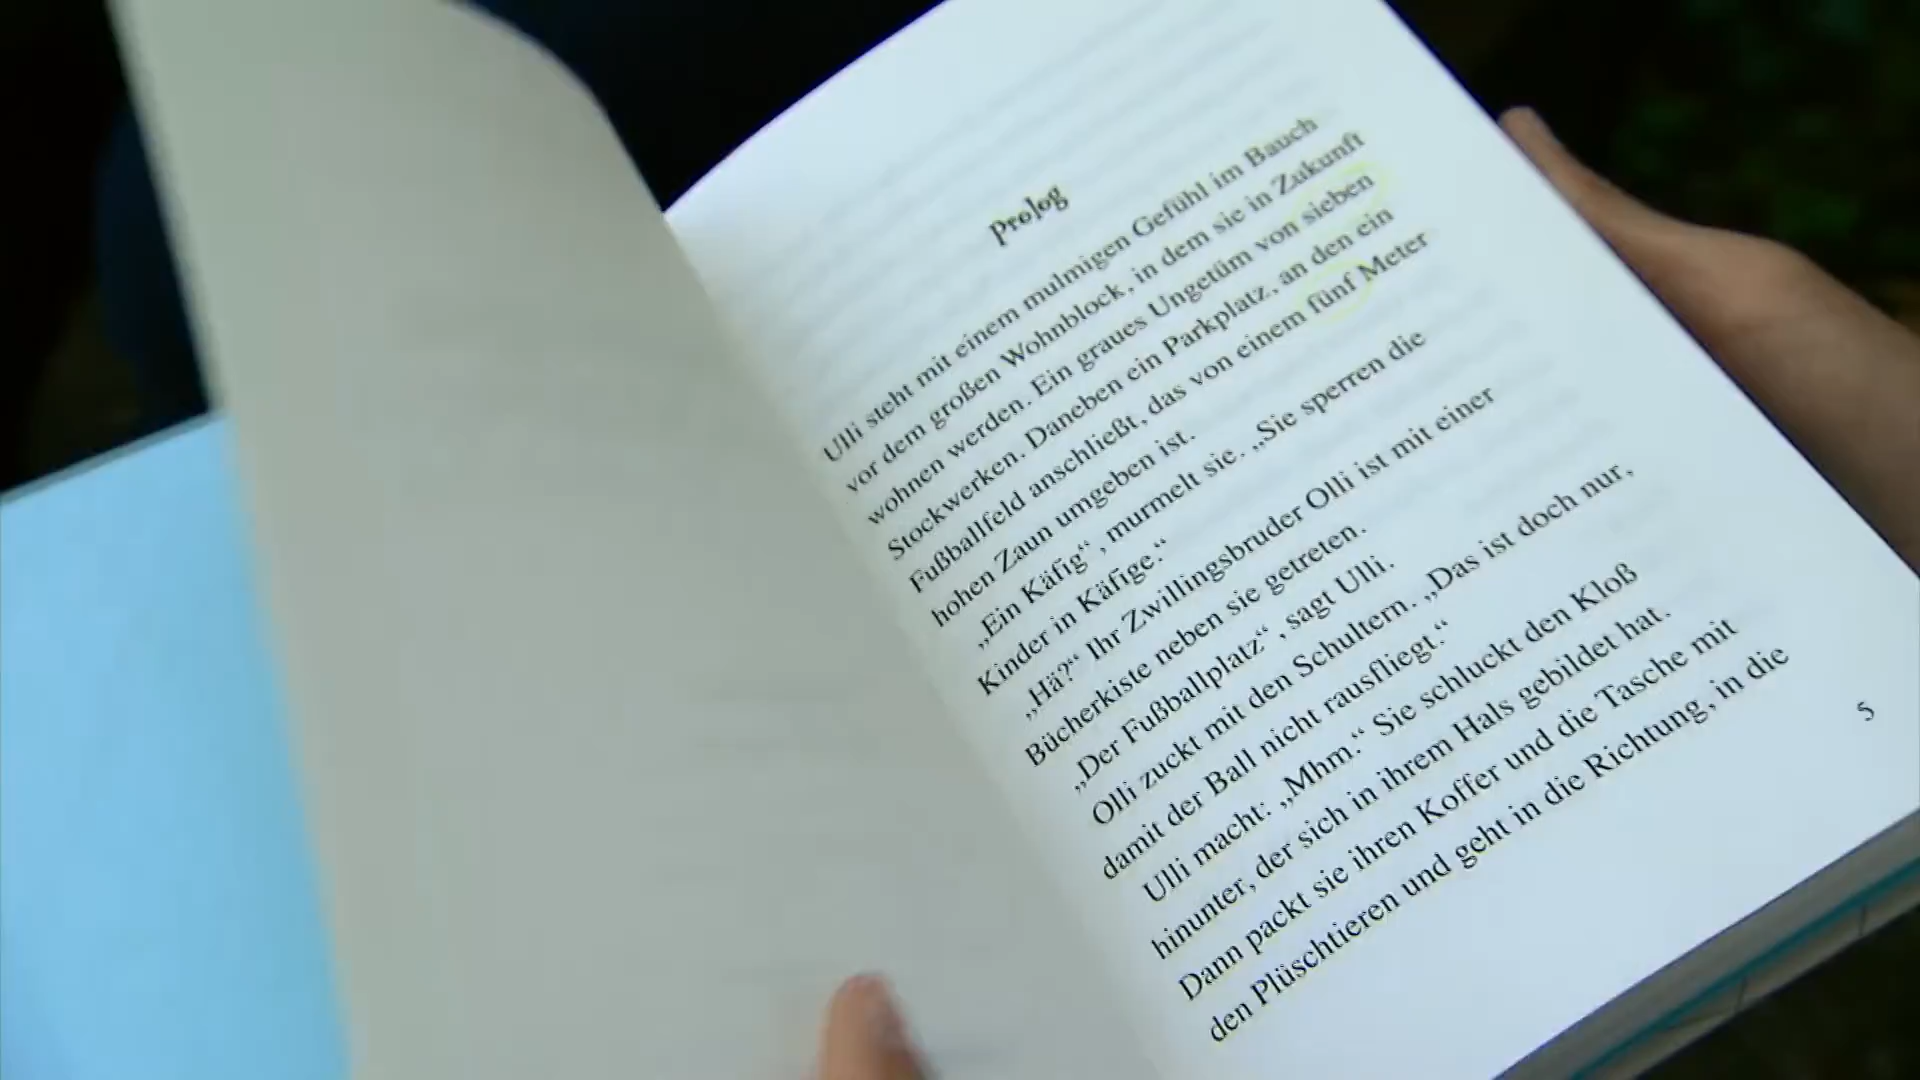 Prolog
Ulli steht mit einem mulmigen Gefühl im Bauch
vor dem großen Wohnblock, in dem sie in Zukunft
wohnen werden. Ein graues Ungetüm von sieben
Stockwerken. Daneben ein Parkplatz, an den ein
Fußballfeld anschließt, das von einem fünf Meter
hohen Zaun umgeben ist.
„Ein Käfig“, murmelt sie. „Sie sperren die
Kinder in Käfige.“
„Hä?“ Ihr Zwillingsbruder Olli ist mit einer
Bücherkiste neben sie getreten.
„Der Fußballplatz“, sagt Ulli.
Olli zuckt mit den Schultern. „Das ist doch nur,
damit der Ball nicht rausfliegt.“
Ulli macht: „Mhm.“ Sie schluckt den Kloß
hinunter, der sich in ihrem Hals gebildet hat.
Dann packt sie ihren Koffer und die Tasche mit
den Plüschtieren und geht in die Richtung, in die
5